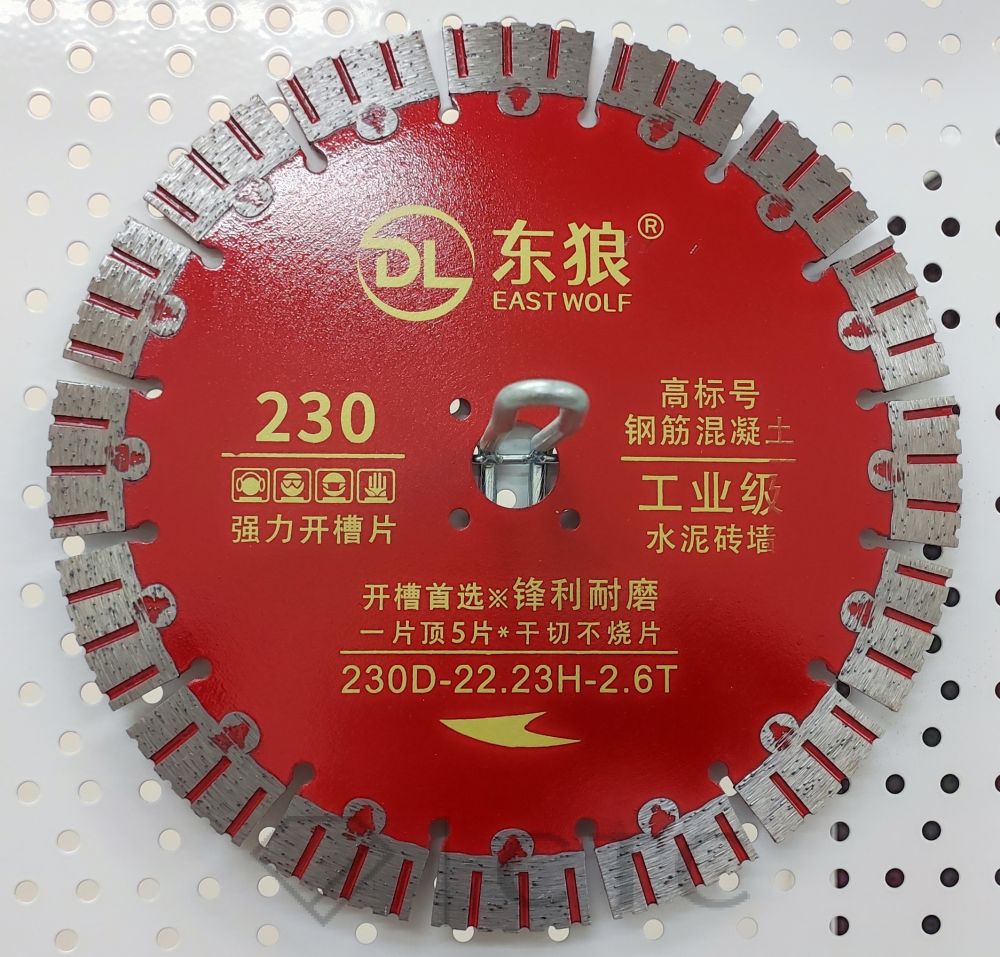 DL 东狼®
EAST WOLF
230
强力开槽片
高标号
钢筋混凝土
工业级
水泥砖墙
开槽首选※锋利耐磨
一片顶5片*干切不烧片
230D-22.23H-2.6T